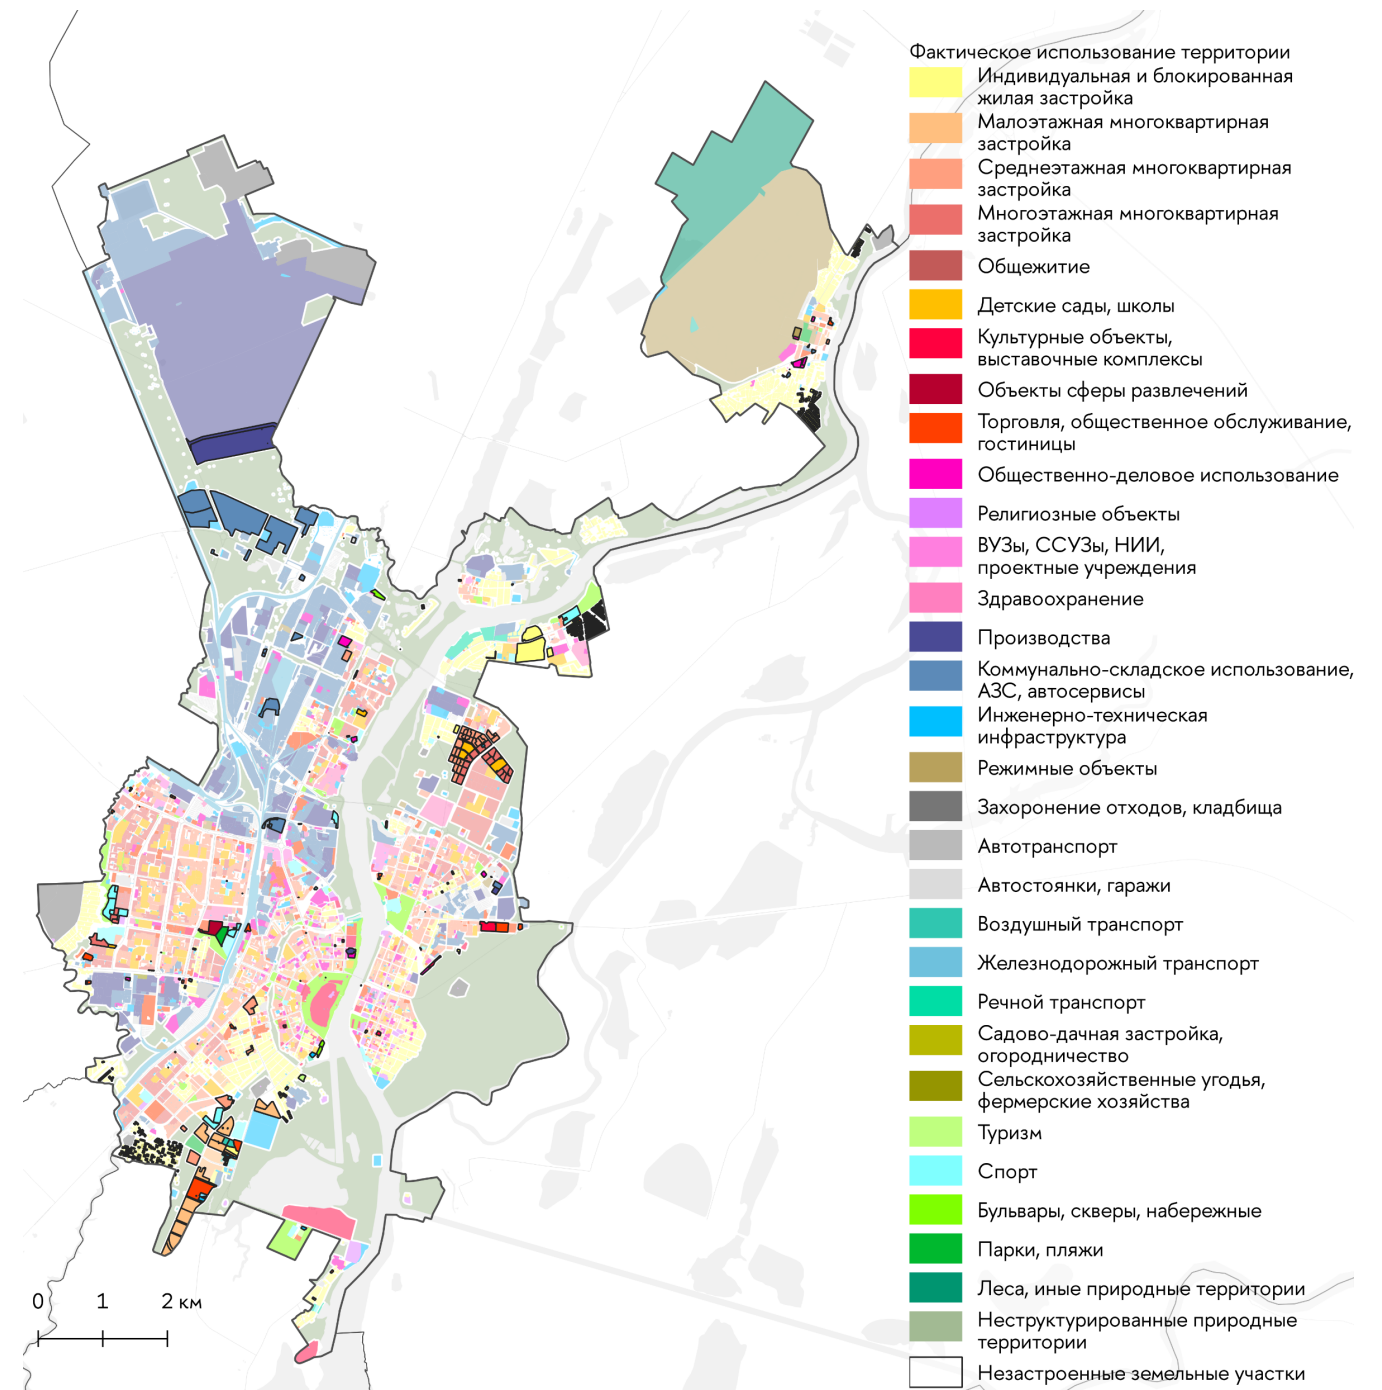 Фактическое использование территории
Индивидуальная и блокированная
жилая застройка
Малоэтажная многоквартирная
застройка
Среднеэтажная многоквартирная
застройка
Многоэтажная многоквартирная
застройка
Общежитие
Детские сады, школы
Культурные объекты,
выставочные комплексы
Объекты сферы развлечений
Торговля, общественное обслуживание,
гостиницы
Общественно-деловое использование
Религиозные объекты
ВУЗы, ССУЗы, НИИ,
проектные учреждения
Здравоохранение
Производства
Коммунально-складское использование,
АЗС, автосервисы
Инженерно-техническая
инфраструктура
Режимные объекты
Захоронение отходов, кладбища
Автотранспорт
Автостоянки, гаражи
Воздушный транспорт
Железнодорожный транспорт
Речной транспорт
Садово-дачная застройка,
огородничество
Сельскохозяйственные угодья,
фермерские хозяйства
Туризм
Спорт
Бульвары, скверы, набережные
Парки, пляжи
Леса, иные природные территории
Неструктурированные природные
территории
Незастроенные земельные участки
0 1 2 км